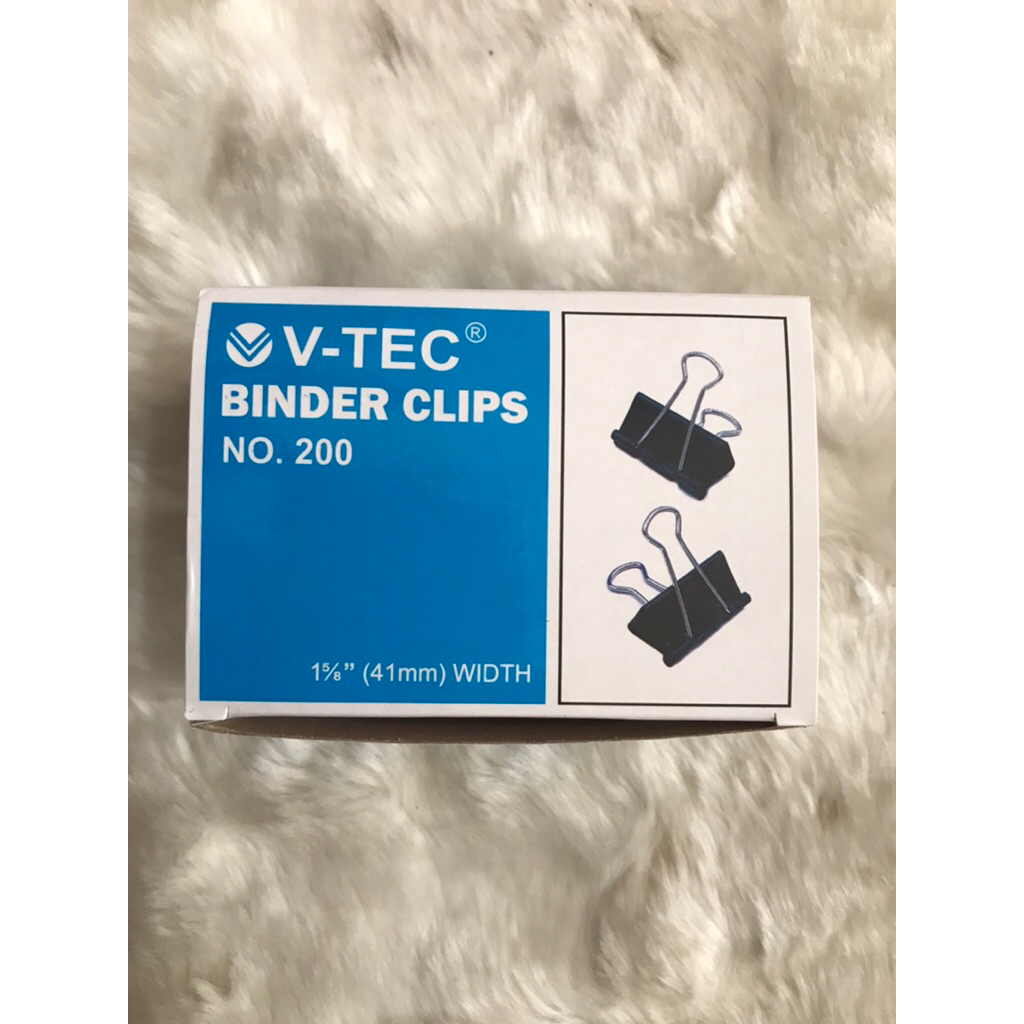 V-TEC®
BINDER CLIPS
NO. 200
1⅝” (41mm) WIDTH